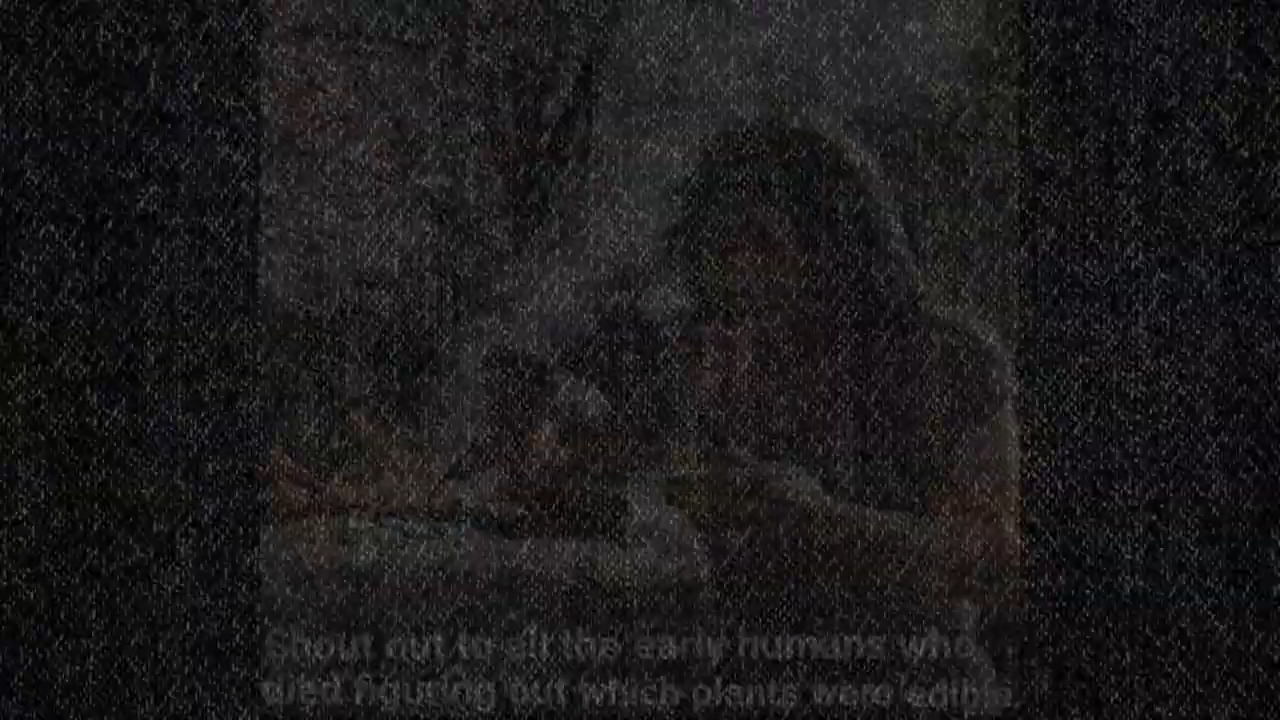 Shout out to all the early humans who
died figuring out which plants were edible